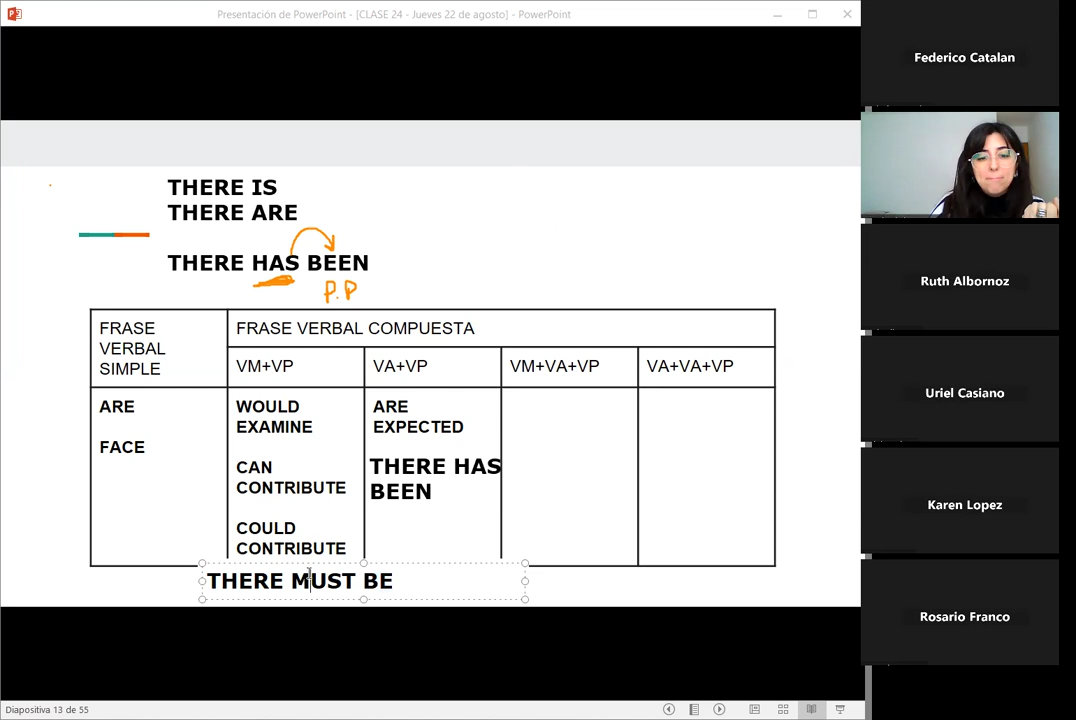 Presentación de PowerPoint - [CLASE 24 - Jueves 22 de agosto] - PowerPoint
THERE IS
THERE ARE
THERE HAS BEEN
P.P
FRASE
VERBAL
SIMPLE
FRASE VERBAL COMPUESTA
VM+VP
VA+VP
VM+VA+VP
VA+VA+VP
ARE
FACE
WOULD
EXAMINE
CAN
CONTRIBUTE
COULD
CONTRIBUTE
ARE
EXPECTED
THERE HAS
BEEN
THERE MUST BE
Diapositiva 13 de 55
Federico Catalan
Ruth Albornoz
Uriel Casiano
Karen Lopez
Rosario Franco